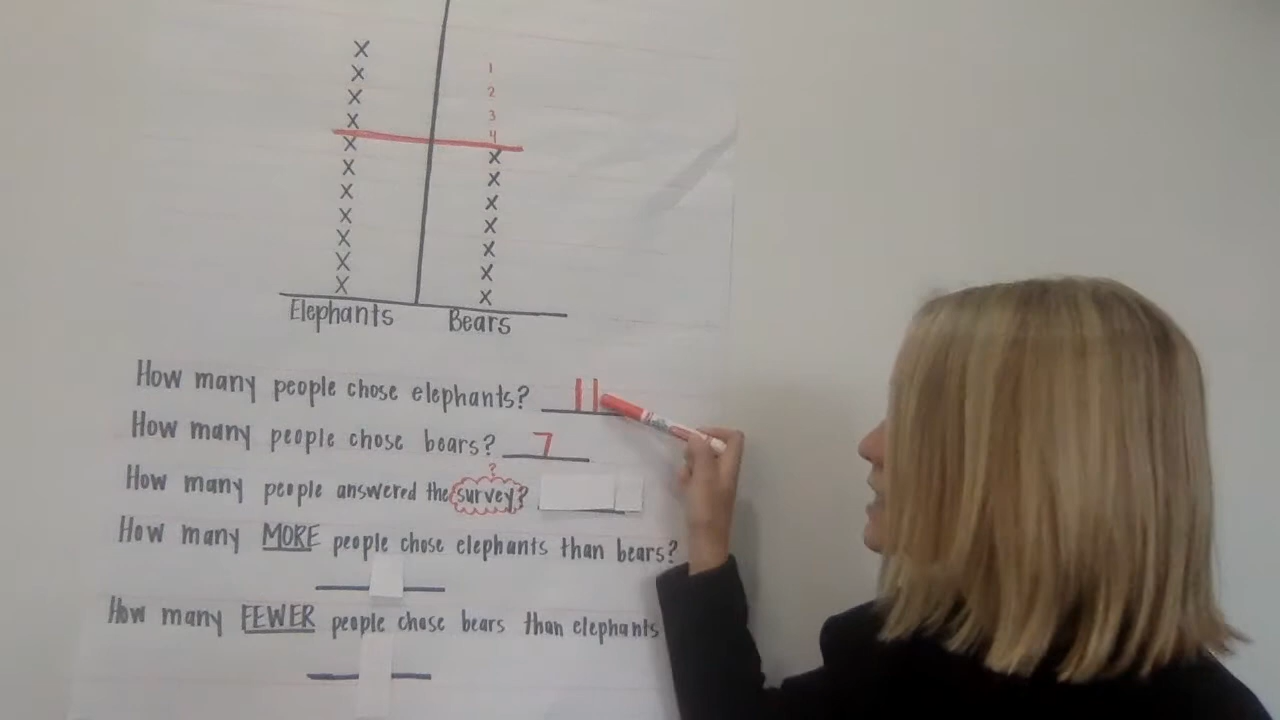 1
2
3
4
Elephants Bears
How many people chose elephants? 11
How many people chose bears? 7
?
How many people answered the survey?
How many MORE people chose elephants than bears?
How many FEWER people chose bears than elephants